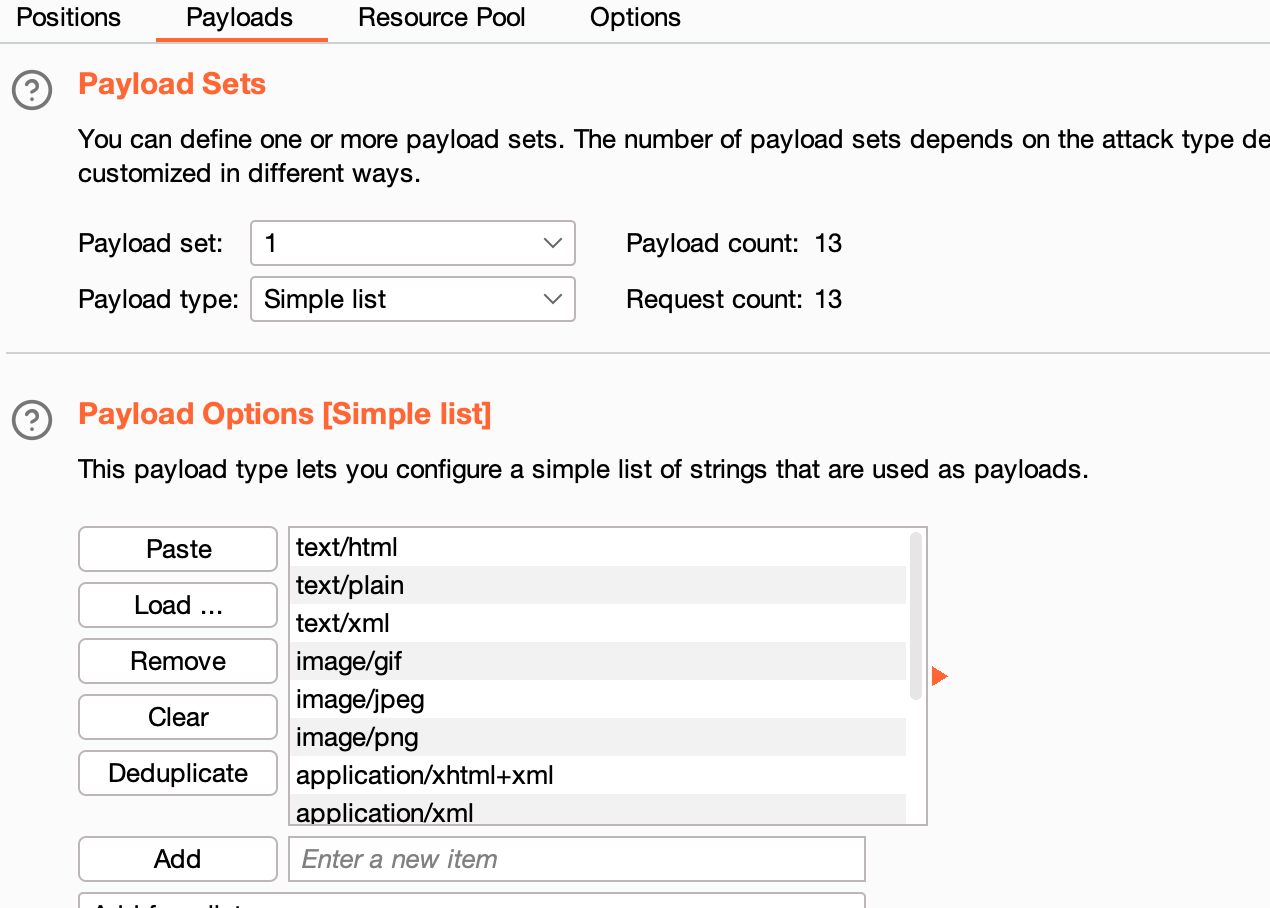 Positions Payloads Resource Pool Options
Payload Sets
You can define one or more payload sets. The number of payload sets depends on the attack type de
customized in different ways.
Payload set: 1 Payload count: 13
Payload type: Simple list Request count: 13
Payload Options [Simple list]
This payload type lets you configure a simple list of strings that are used as payloads.
Paste
Load ...
Remove
Clear
Deduplicate
text/html
text/plain
text/xml
image/gif
image/jpeg
image/png
application/xhtml+xml
application/xml
Add Enter a new item